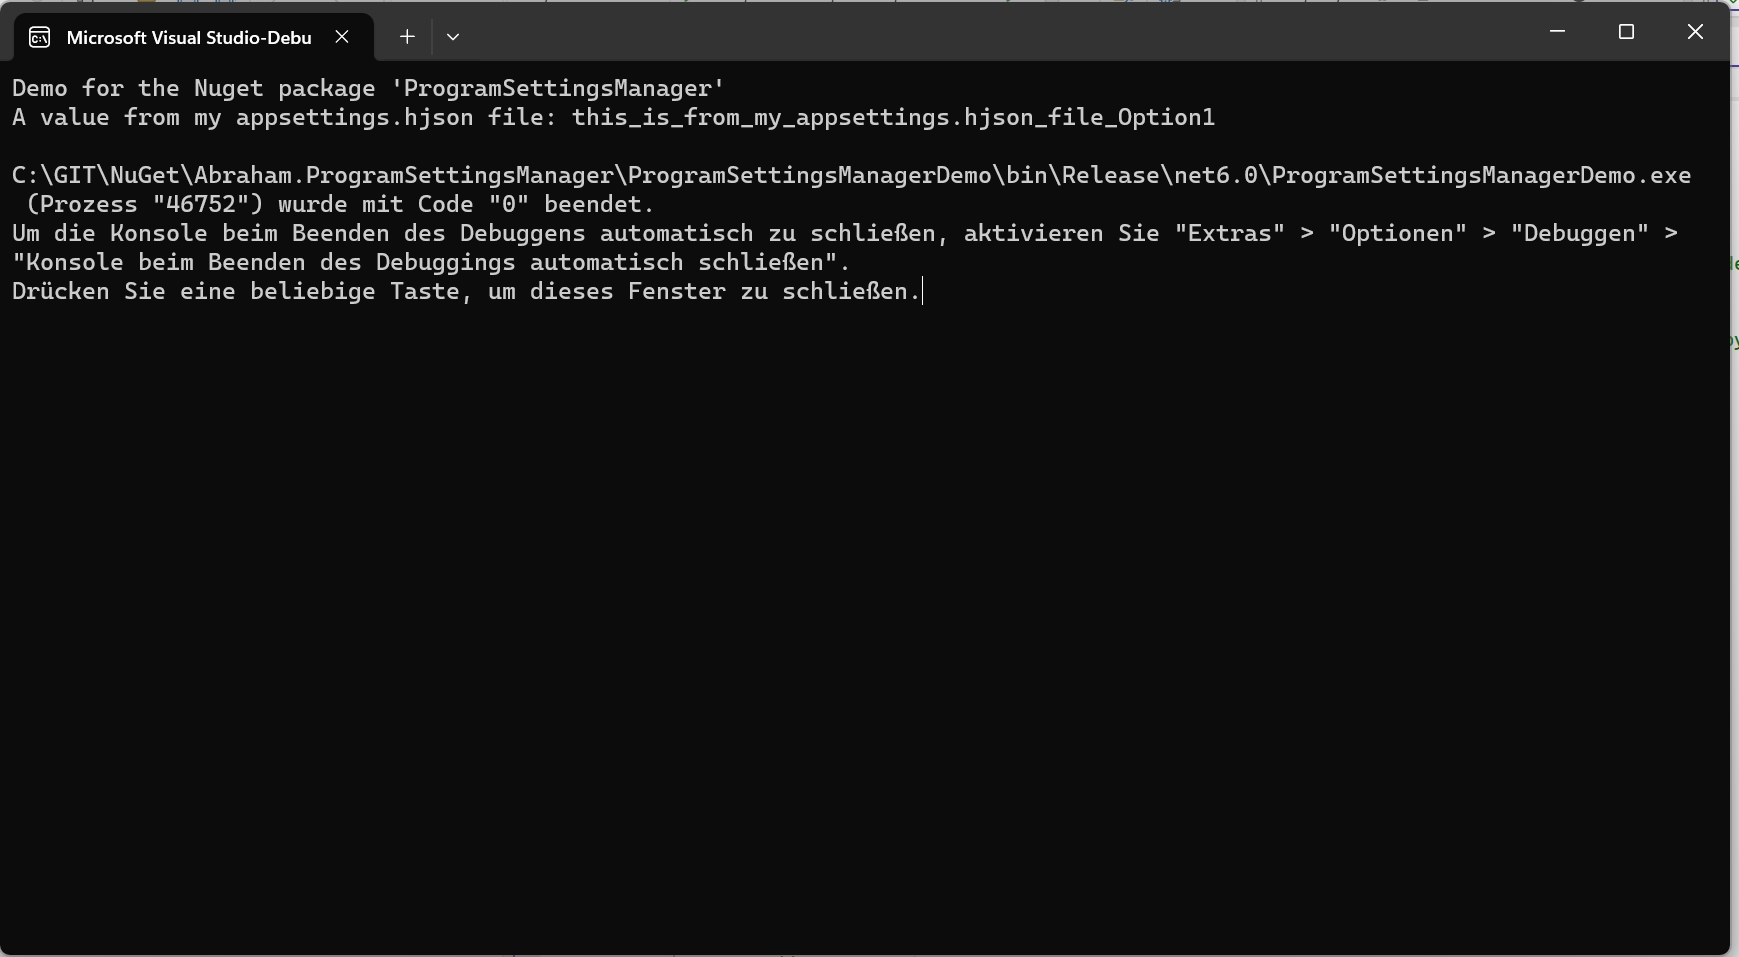 Microsoft Visual Studio-Debu
Demo for the Nuget package 'ProgramSettingsManager'
A value from my appsettings.hjson file: this_is_from_my_appsettings.hjson_file_Option1
C:\GIT\NuGet\Abraham.ProgramSettingsManager\ProgramSettingsManagerDemo\bin\Release\net6.0\ProgramSettingsManagerDemo.exe
(Prozess "46752") wurde mit Code "0" beendet.
Um die Konsole beim Beenden des Debuggens automatisch zu schließen, aktivieren Sie "Extras" > "Optionen" > "Debuggen" >
"Konsole beim Beenden des Debuggings automatisch schließen".
Drücken Sie eine beliebige Taste, um dieses Fenster zu schließen.